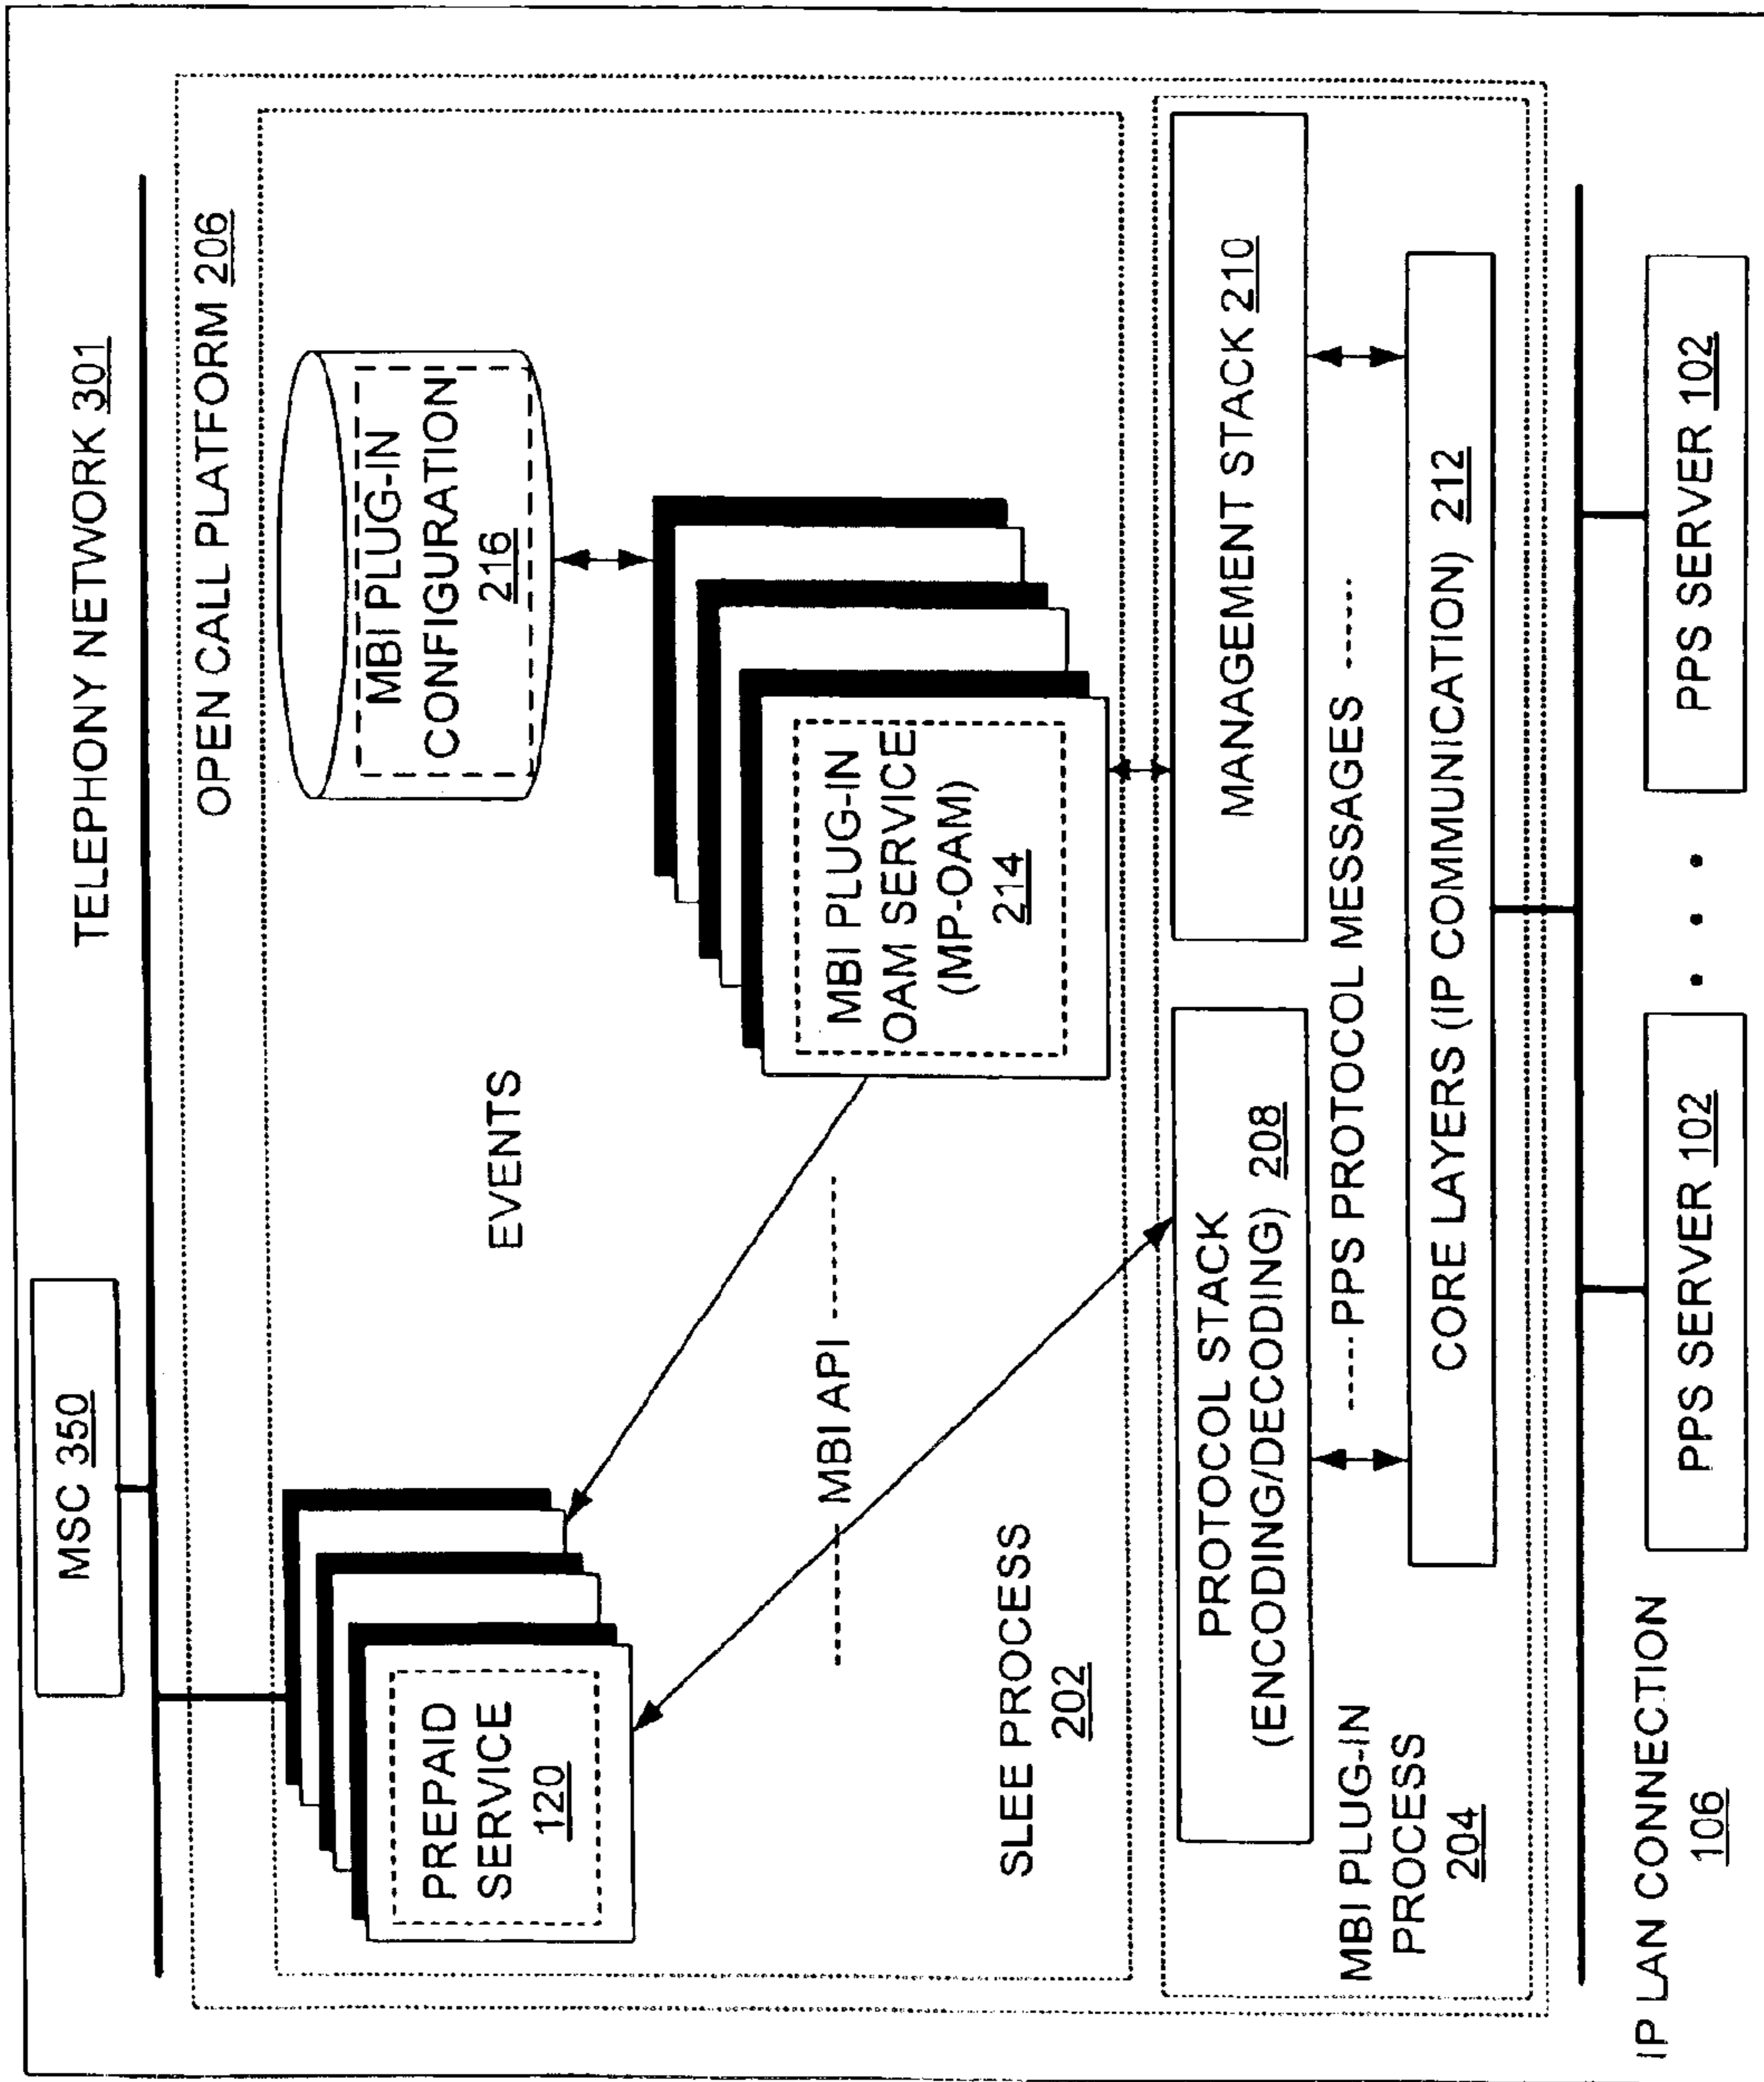 MSC 350
TELEPHONY NETWORK 301
OPEN CALL PLATFORM 206
PREPAID
SERVICE
120
EVENTS
MBI PLUG-IN
CONFIGURATION
216
MBI PLUG-IN
OAM SERVICE
(MP-OAM)
214
----- MBI API -----
SLEE PROCESS
202
PROTOCOL STACK
(ENCODING/DECODING) 208
MANAGEMENT STACK 210
----- PPS PROTOCOL MESSAGES -----
MBI PLUG-IN
PROCESS
204
CORE LAYERS (IP COMMUNICATION) 212
IP LAN CONNECTION
106
PPS SERVER 102
• • •
PPS SERVER 102